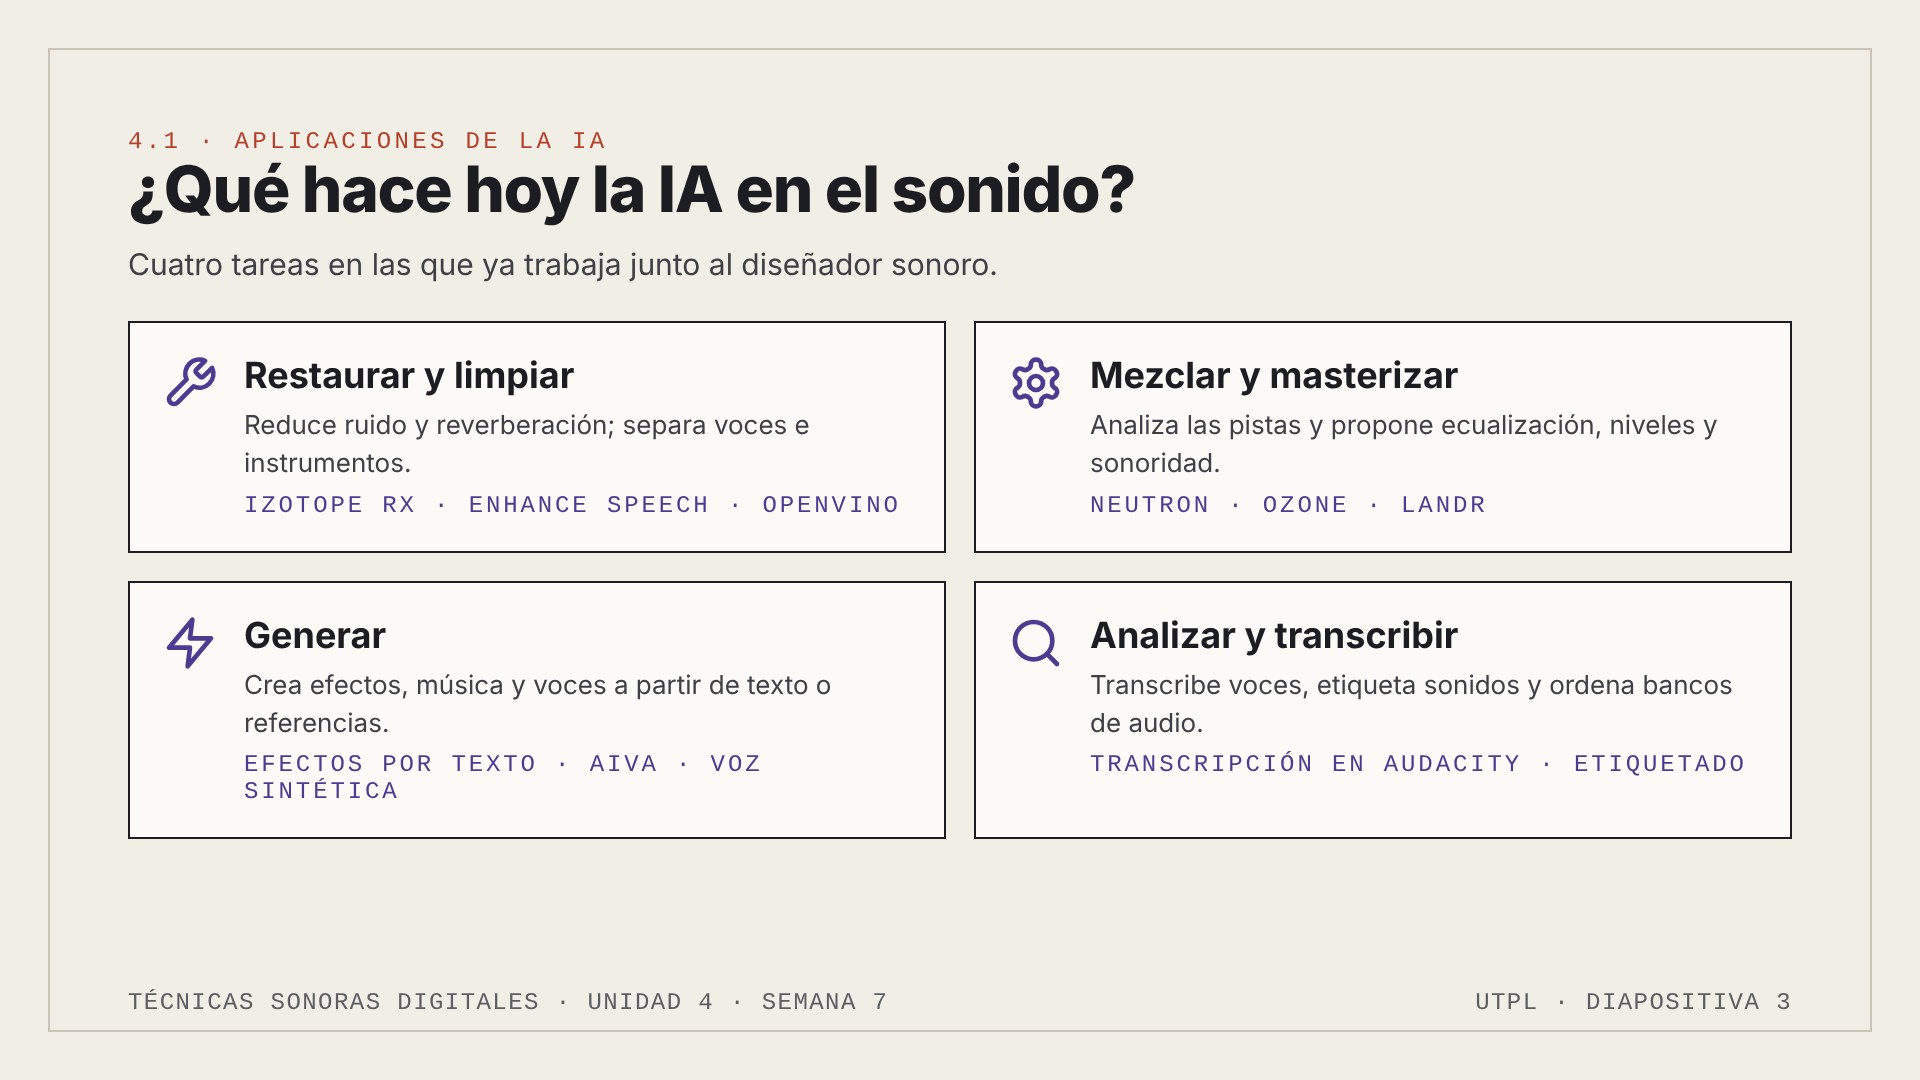 4.1 · APLICACIONES DE LA IA
¿Qué hace hoy la IA en el sonido?
Cuatro tareas en las que ya trabaja junto al diseñador sonoro.
Restaurar y limpiar
Reduce ruido y reverberación; separa voces e
instrumentos.
IZOTOPE RX · ENHANCE SPEECH · OPENVINO
Mezclar y masterizar
Analiza las pistas y propone ecualización, niveles y
sonoridad.
NEUTRON · OZONE · LANDR
Generar
Crea efectos, música y voces a partir de texto o
referencias.
EFECTOS POR TEXTO · AIVA · VOZ
SINTÉTICA
Analizar y transcribir
Transcribe voces, etiqueta sonidos y ordena bancos
de audio.
TRANSCRIPCIÓN EN AUDACITY · ETIQUETADO
TÉCNICAS SONORAS DIGITALES · UNIDAD 4 · SEMANA 7
UTPL · DIAPOSITIVA 3